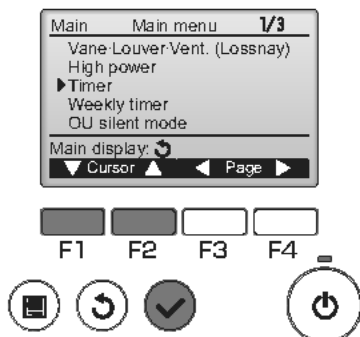 Main Main menu 1/3
Vane·Louver·Vent. (Lossnay)
High power
Timer
Weekly timer
OU silent mode
Main display:
Cursor Page
F1 F2 F3 F4